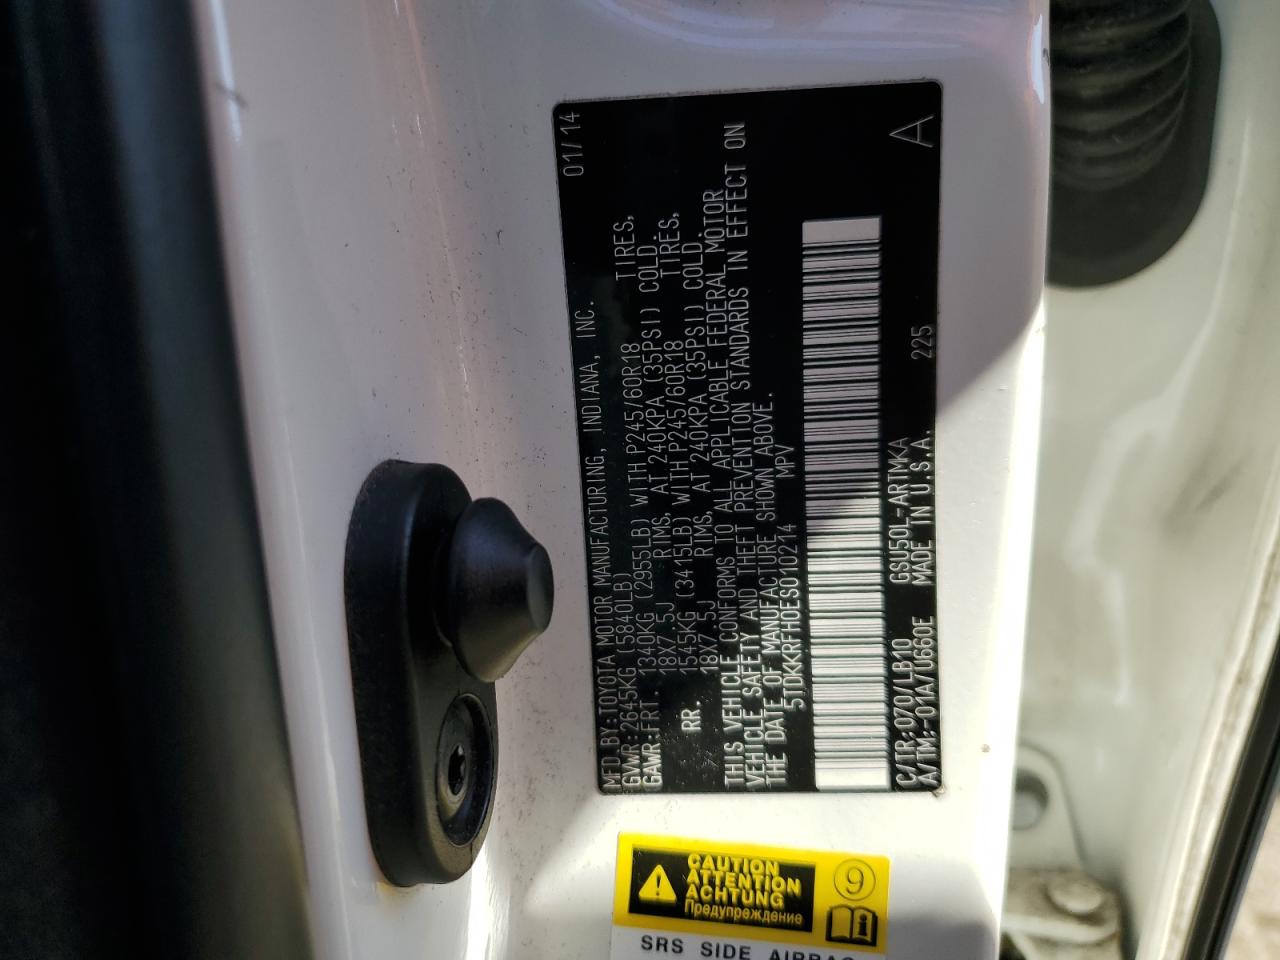 MFD. BY: TOYOTA MOTOR MANUFACTURING, INDIANA, INC. 01/14
GVWR: 2645KG (5840LB)
GAWR: FRT. 1340KG (2955LB) WITH P245/60R18 TIRES,
18X7.5J RIMS, AT 240KPA (35PSI) COLD.
RR. 1545KG (3415LB) WITH P245/60R18 TIRES,
18X7.5J RIMS, AT 240KPA (35PSI) COLD.
THIS VEHICLE CONFORMS TO ALL APPLICABLE FEDERAL MOTOR
VEHICLE SAFETY AND THEFT PREVENTION STANDARDS IN EFFECT ON
THE DATE OF MANUFACTURE SHOWN ABOVE.
5TDKKRFH0ES010214 MPV
C/TR: 070/LB10 GSU50L-ARTMKA
A/TM: -01A/U660E MADE IN U.S.A. 225 A
CAUTION
ATTENTION
ACHTUNG
Предупреждение
9
i
SRS SIDE AIRBAG